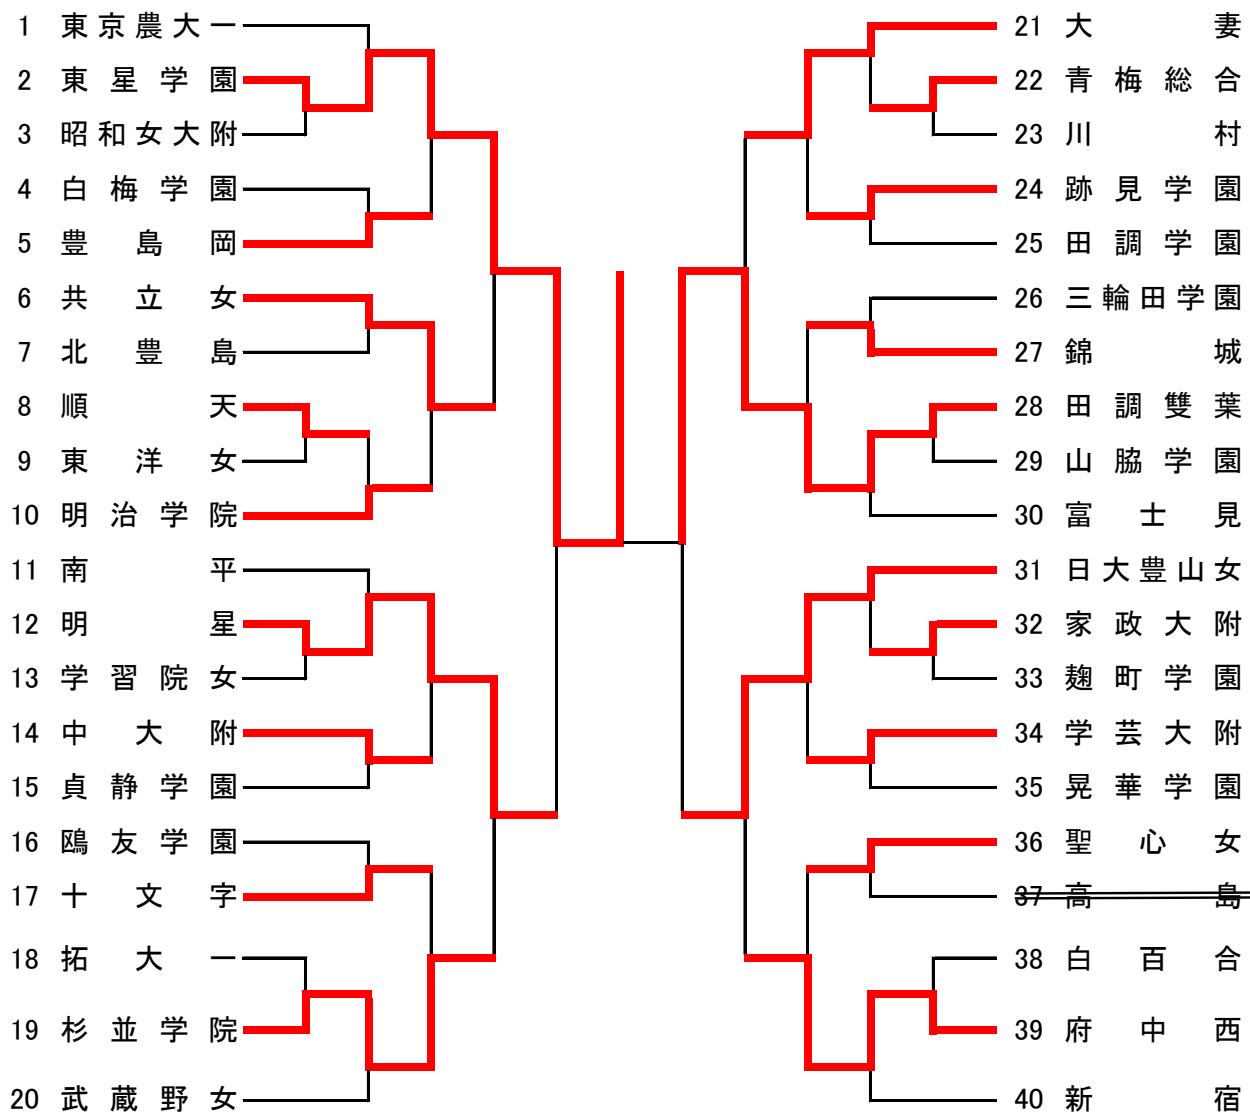 1 東京農大一
2 東星学園
3 昭和女大附
4 白梅学園
5 豊島岡
6 共立女
7 北豊島
8 順天
9 東洋女
10 明治学院
11 南平
12 明星
13 学習院女
14 中大附
15 貞静学園
16 鴎友学園
17 十文字
18 拓大一
19 杉並学院
20 武蔵野女
21 大妻
22 青梅総合
23 川村
24 跡見学園
25 田調学園
26 三輪田学園
27 錦城
28 田調雙葉
29 山脇学園
30 富士見
31 日大豊山女
32 家政大附
33 麹町学園
34 学芸大附
35 晃華学園
36 聖心女
37 高島
38 白百合
39 府中西
40 新宿